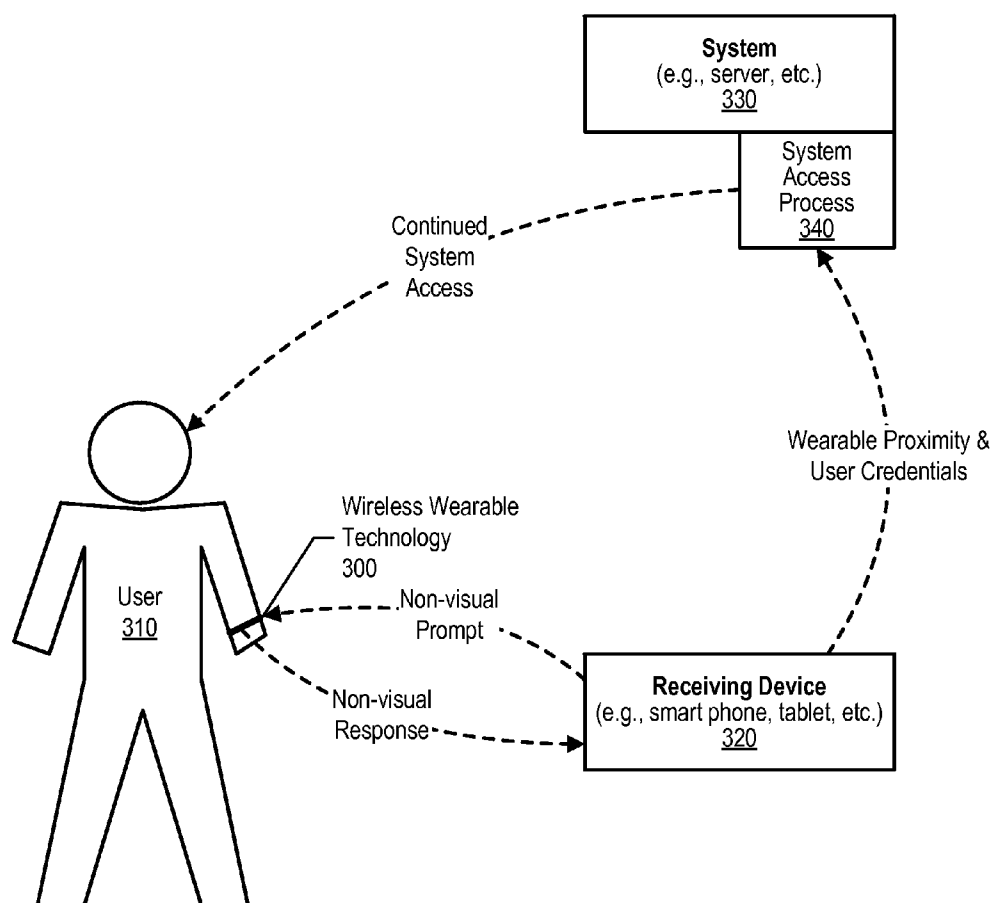 System
(e.g., server, etc.)
330
System
Access
Process
340
Continued
System
Access
Wearable Proximity &
User Credentials
Wireless Wearable
Technology
300
User
310
Non-visual
Prompt
Non-visual
Response
Receiving Device
(e.g., smart phone, tablet, etc.)
320